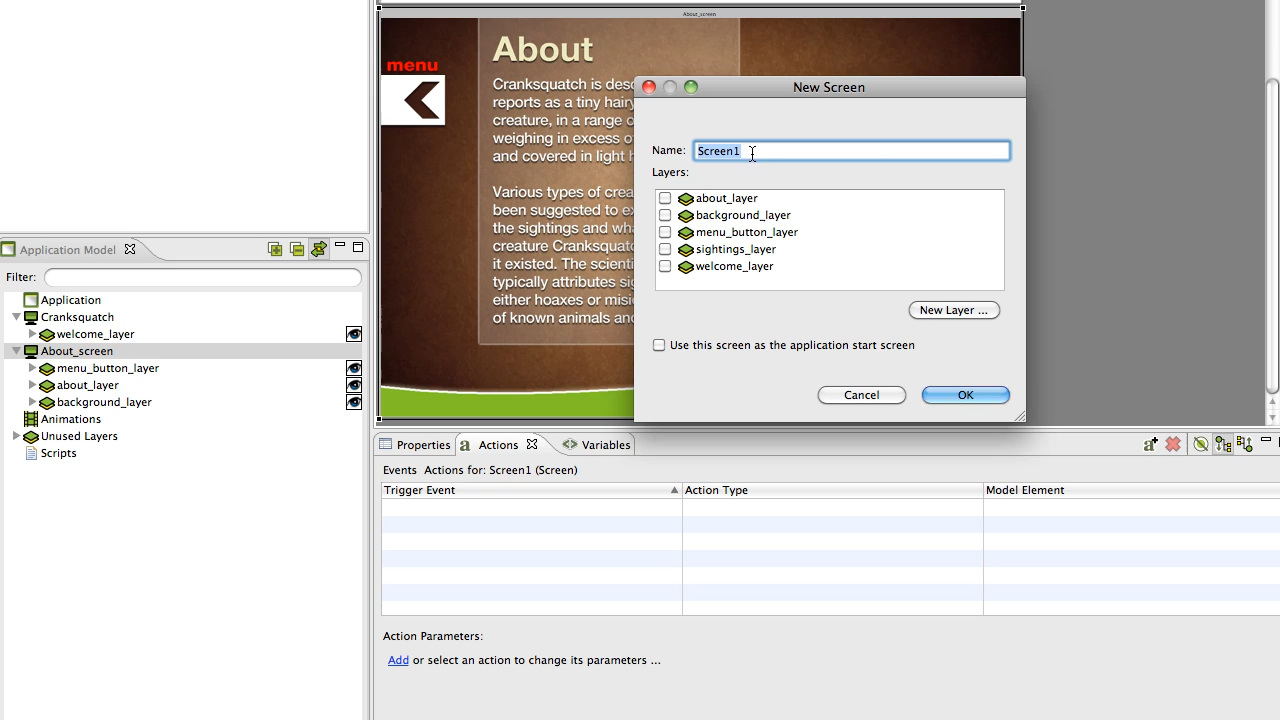 About_screen
About
menu
Cranksquatch is desc
reports as a tiny hairy
creature, in a range o
weighing in excess o
and covered in light h
Various types of crea
been suggested to ex
the sightings and wha
creature Cranksquatc
it existed. The scienti
typically attributes sig
either hoaxes or misi
of known animals and
New Screen
Name: Screen1
Layers:
about_layer
background_layer
menu_button_layer
sightings_layer
welcome_layer
New Layer ...
Use this screen as the application start screen
Cancel OK
Application Model
Filter:
Application
Cranksquatch
welcome_layer
About_screen
menu_button_layer
about_layer
background_layer
Animations
Unused Layers
Scripts
Properties a Actions Variables
Events Actions for: Screen1 (Screen)
Trigger Event Action Type Model Element
Action Parameters:
Add or select an action to change its parameters ...